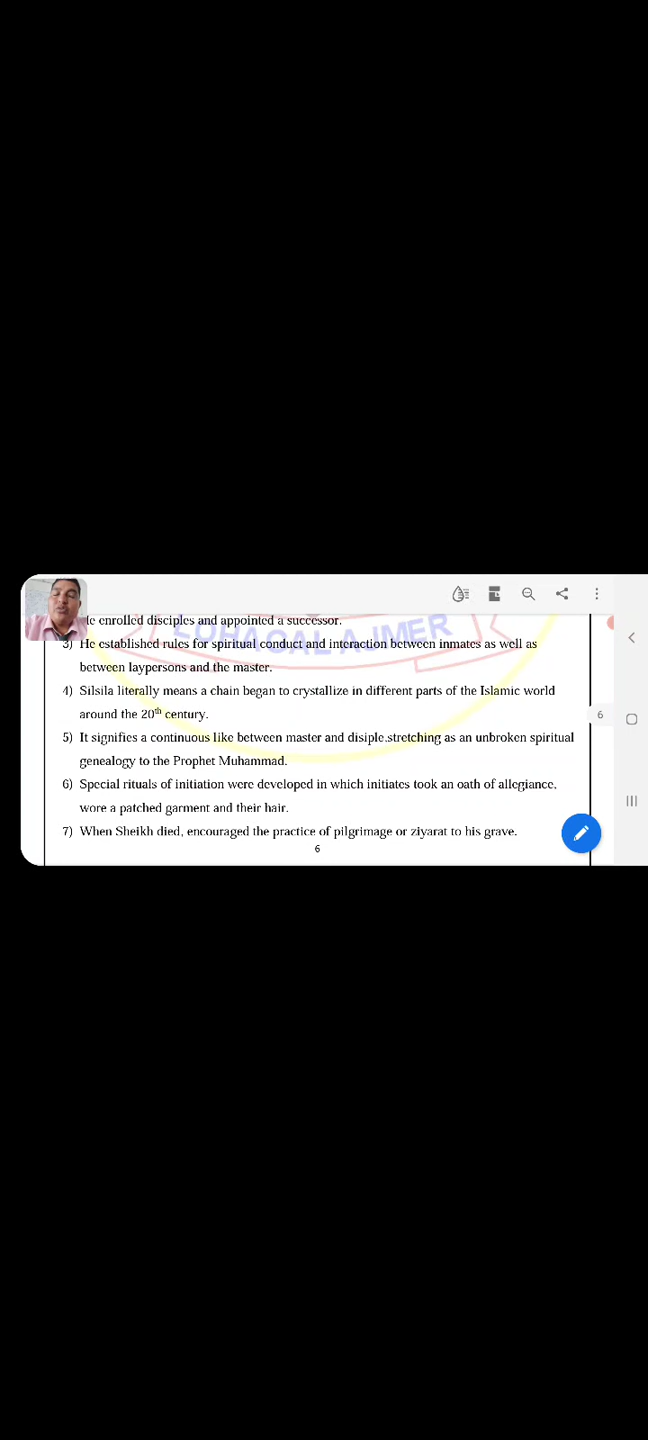 He enrolled disciples and appointed a successor.
LOHAGAL AJMER
3) He established rules for spiritual conduct and interaction between inmates as well as
between laypersons and the master.
4) Silsila literally means a chain began to crystallize in different parts of the Islamic world
around the 20th century.
6
5) It signifies a continuous like between master and disiple.stretching as an unbroken spiritual
genealogy to the Prophet Muhammad.
6) Special rituals of initiation were developed in which initiates took an oath of allegiance,
wore a patched garment and their hair.
7) When Sheikh died, encouraged the practice of pilgrimage or ziyarat to his grave.
6